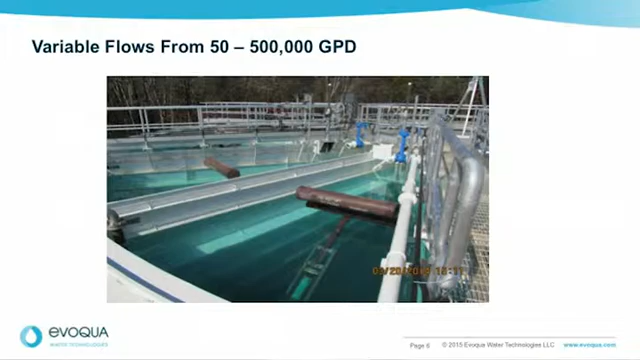 Variable Flows From 50 – 500,000 GPD
evoqua
WATER TECHNOLOGIES
Page 6 © 2015 Evoqua Water Technologies LLC www.evoqua.com